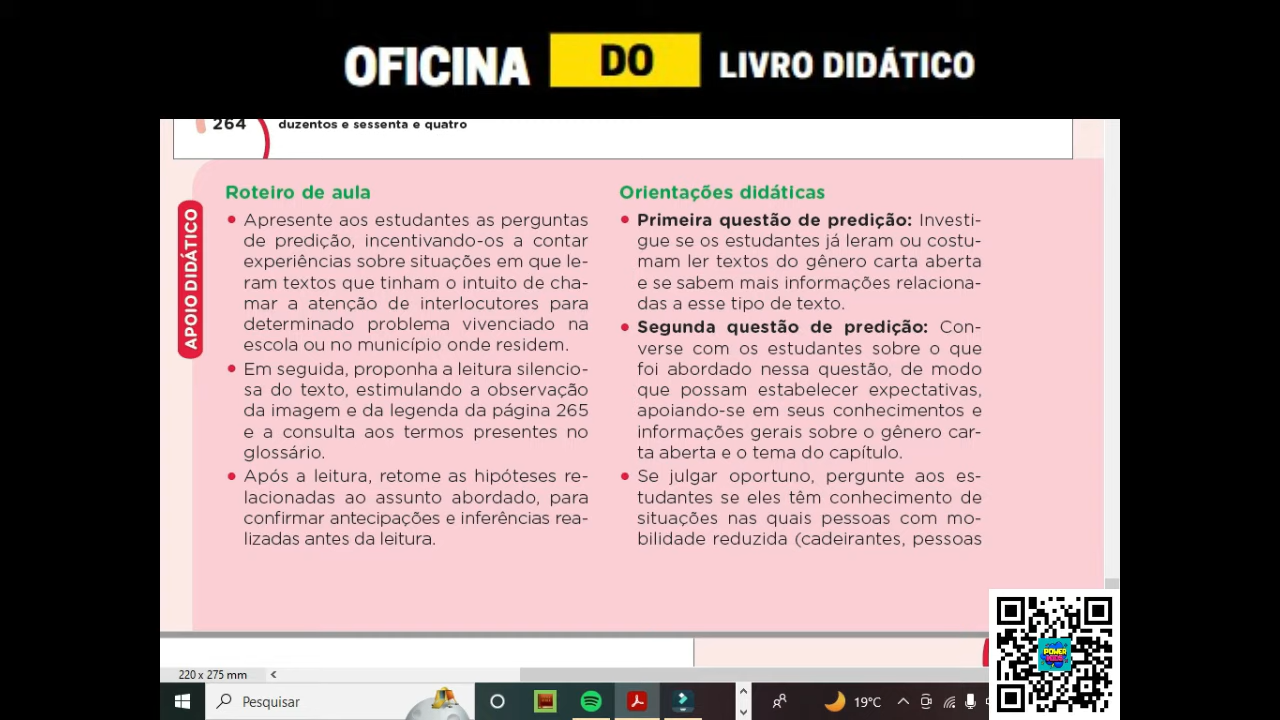 OFICINA DO LIVRO DIDÁTICO
264 duzentos e sessenta e quatro
APOIO DIDÁTICO
Roteiro de aula
• Apresente aos estudantes as perguntas
de predição, incentivando-os a contar
experiências sobre situações em que le-
ram textos que tinham o intuito de cha-
mar a atenção de interlocutores para
determinado problema vivenciado na
escola ou no município onde residem.
• Em seguida, proponha a leitura silencio-
sa do texto, estimulando a observação
da imagem e da legenda da página 265
e a consulta aos termos presentes no
glossário.
• Após a leitura, retome as hipóteses re-
lacionadas ao assunto abordado, para
confirmar antecipações e inferências rea-
lizadas antes da leitura.
Orientações didáticas
• Primeira questão de predição: Investi-
gue se os estudantes já leram ou costu-
mam ler textos do gênero carta aberta
e se sabem mais informações relaciona-
das a esse tipo de texto.
• Segunda questão de predição: Con-
verse com os estudantes sobre o que
foi abordado nessa questão, de modo
que possam estabelecer expectativas,
apoiando-se em seus conhecimentos e
informações gerais sobre o gênero car-
ta aberta e o tema do capítulo.
• Se julgar oportuno, pergunte aos es-
tudantes se eles têm conhecimento de
situações nas quais pessoas com mo-
bilidade reduzida (cadeirantes, pessoas
220 x 275 mm
Pesquisar
19°C
POWER